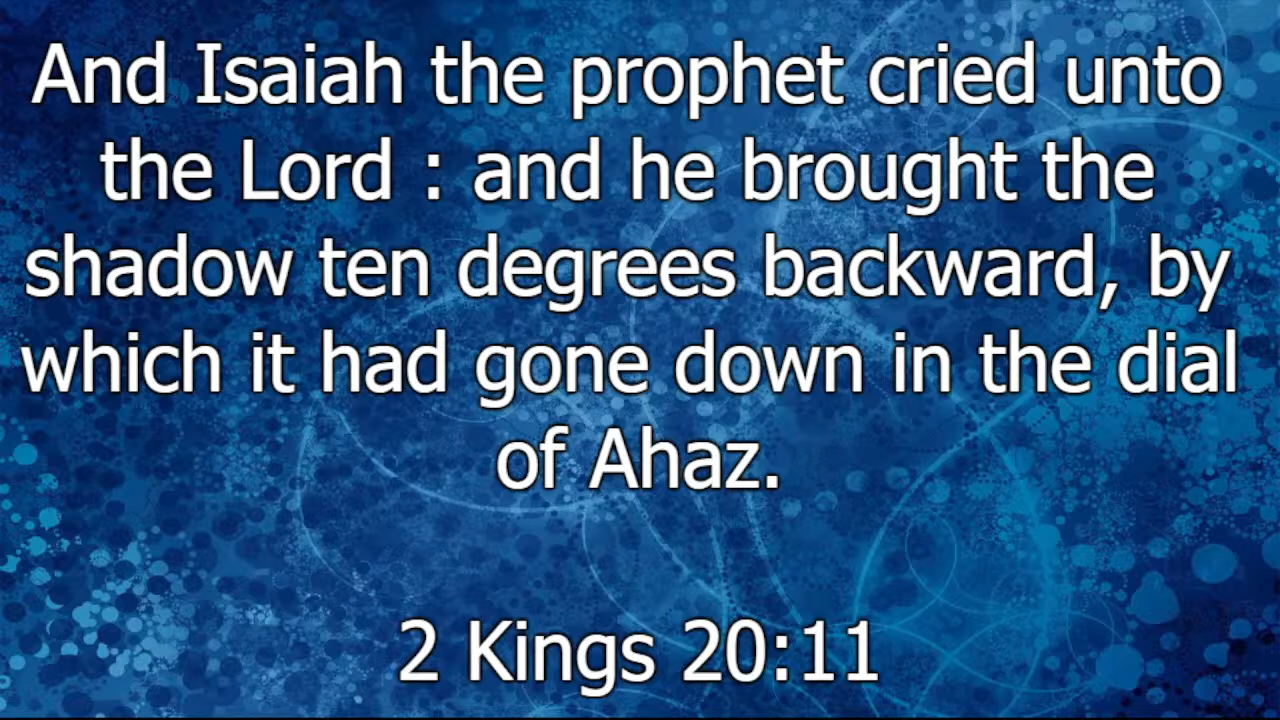 And Isaiah the prophet cried unto
the Lord : and he brought the
shadow ten degrees backward, by
which it had gone down in the dial
of Ahaz.
2 Kings 20:11